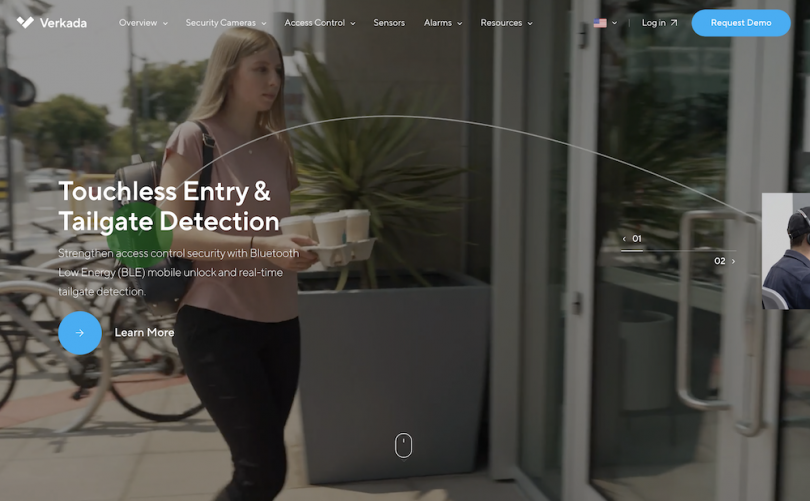 Verkada
Overview
Security Cameras
Access Control
Sensors
Alarms
Resources
Log in
Request Demo
Touchless Entry &
Tailgate Detection
Strengthen access control security with Bluetooth
Low Energy (BLE) mobile unlock and real-time
tailgate detection.
Learn More
01
02